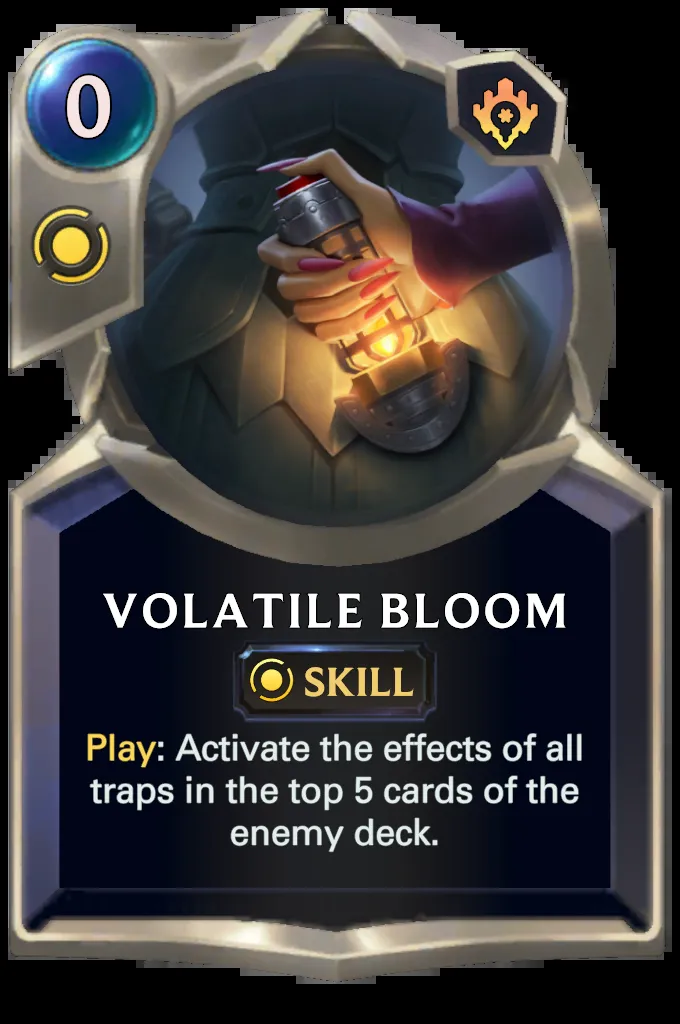 0
VOLATILE BLOOM
SKILL
Play: Activate the effects of all
traps in the top 5 cards of the
enemy deck.